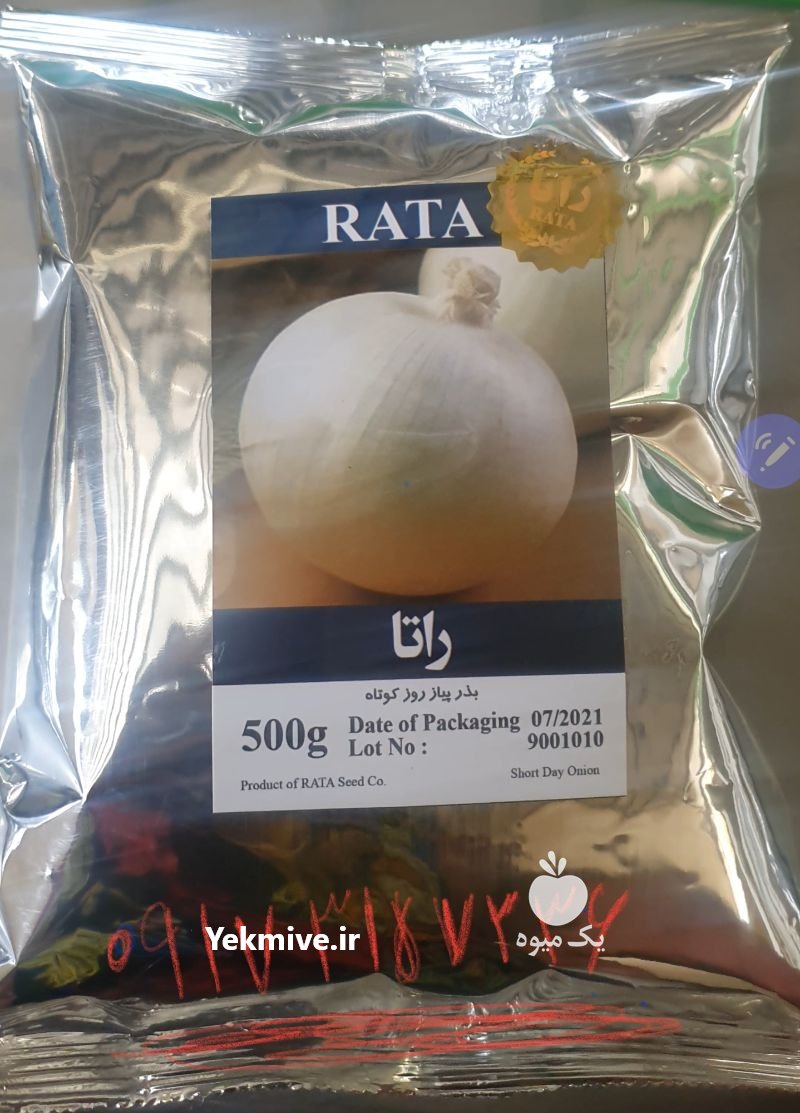 RATA
راتا
RATA
راتا
بذر پیاز روز کوتاه
500g
Date of Packaging 07/2021
Lot No : 9001010
Product of RATA Seed Co.
Short Day Onion
Yekmive.ir
یک میوه